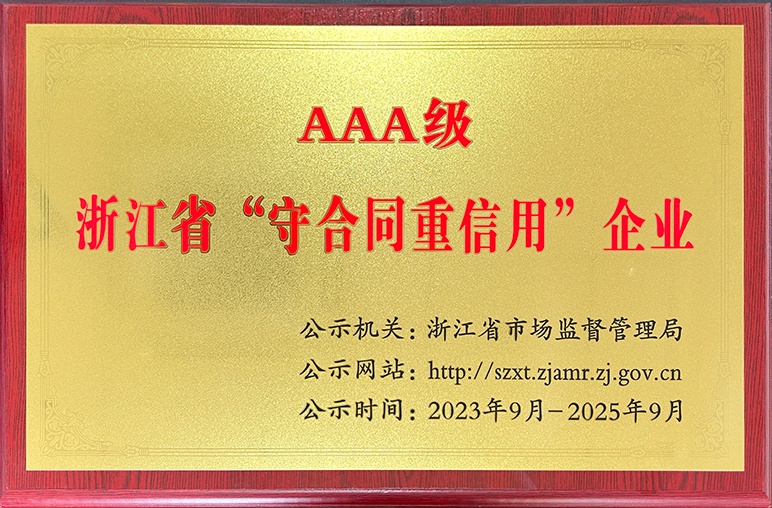 AAA级
浙江省“守合同重信用”企业
公示机关：浙江省市场监督管理局
公示网站：http://szxt.zjamr.zj.gov.cn
公示时间：2023年9月-2025年9月